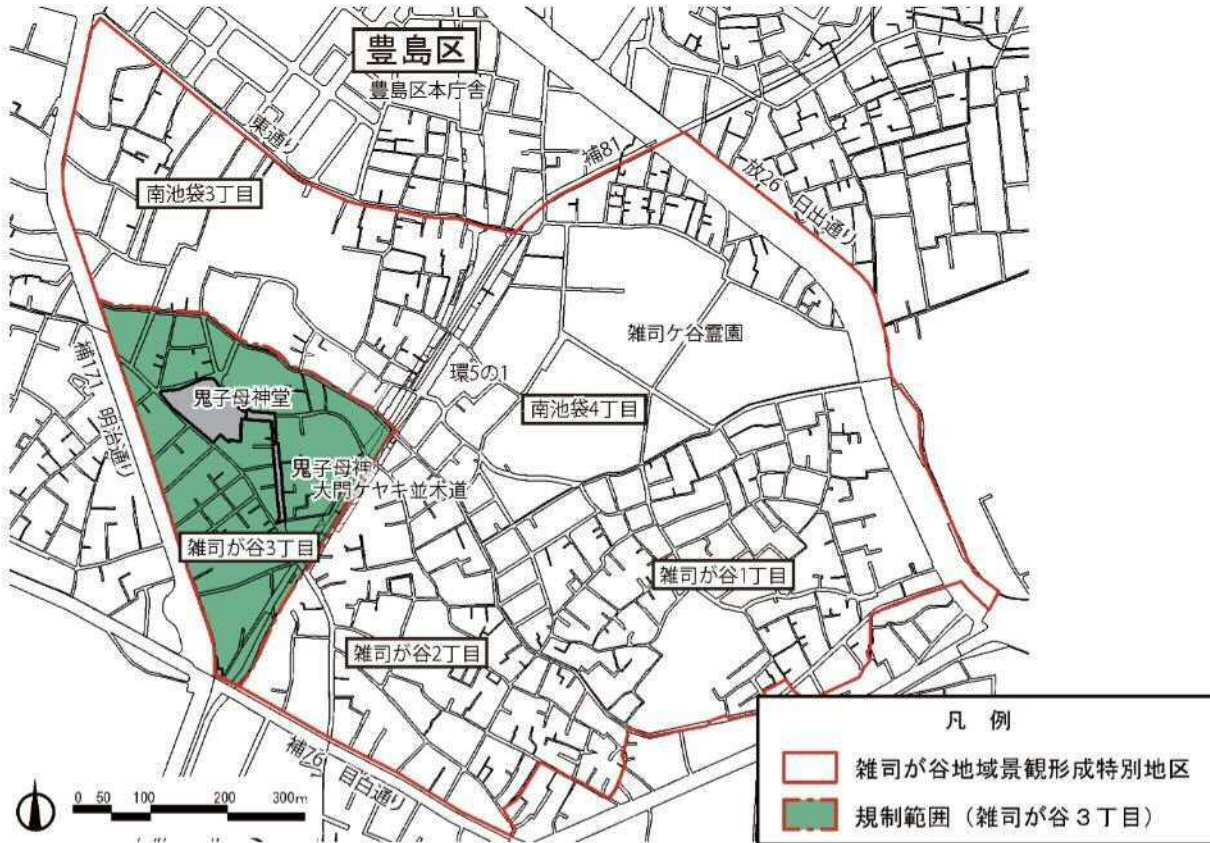 豊島区
豊島区本庁舎
東通り
補81
放26 日出通り
南池袋3丁目
雑司ケ谷霊園
環5の1
補171
明治通り
鬼子母神堂
南池袋4丁目
鬼子母神
大門ケヤキ並木道
雑司が谷3丁目
雑司が谷1丁目
雑司が谷2丁目
補76 目白通り
0 50 100 200 300m
凡 例
雑司が谷地域景観形成特別地区
規制範囲（雑司が谷３丁目）